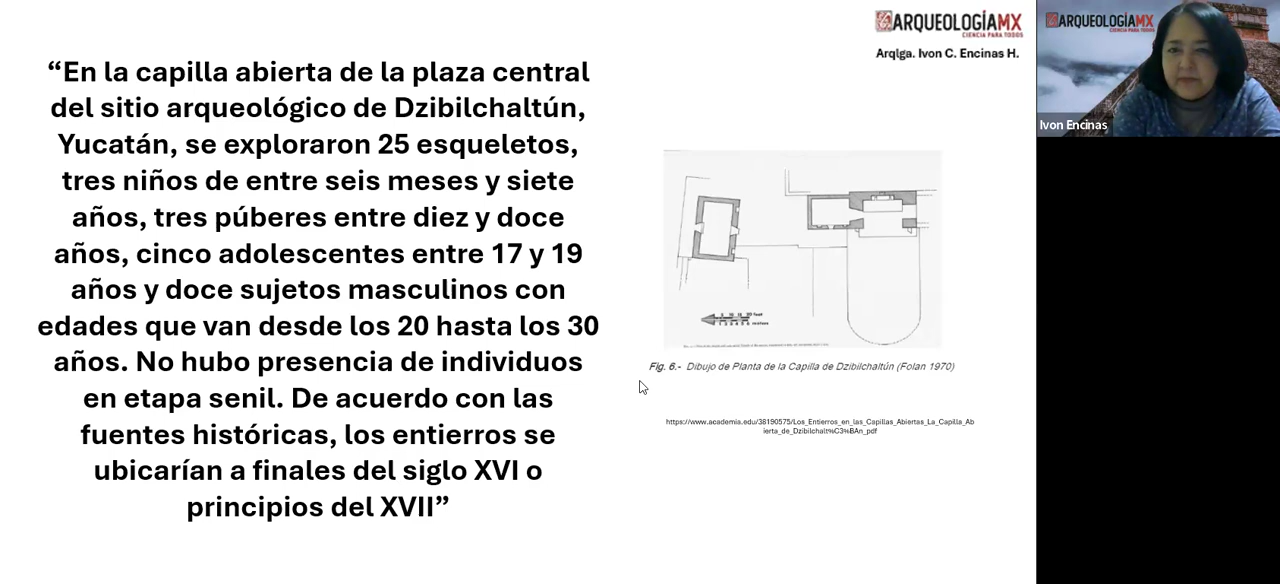 ARQUEOLOGÍAMX
CIENCIA PARA TODOS
Arqlga. Ivon C. Encinas H.
“En la capilla abierta de la plaza central
del sitio arqueológico de Dzibilchaltún,
Yucatán, se exploraron 25 esqueletos,
tres niños de entre seis meses y siete
años, tres púberes entre diez y doce
años, cinco adolescentes entre 17 y 19
años y doce sujetos masculinos con
edades que van desde los 20 hasta los 30
años. No hubo presencia de individuos
en etapa senil. De acuerdo con las
fuentes históricas, los entierros se
ubicarían a finales del siglo XVI o
principios del XVII”
Fig. 6.- Dibujo de Planta de la Capilla de Dzibilchaltún (Folan 1970)
https://www.academia.edu/38190575/Los_Entierros_en_las_Capillas_Abiertas_La_Capilla_Ab
ierta_de_Dzibilchalt%C3%BAn_pdf
ARQUEOLOGÍAMX
CIENCIA PARA TODOS
Ivon Encinas